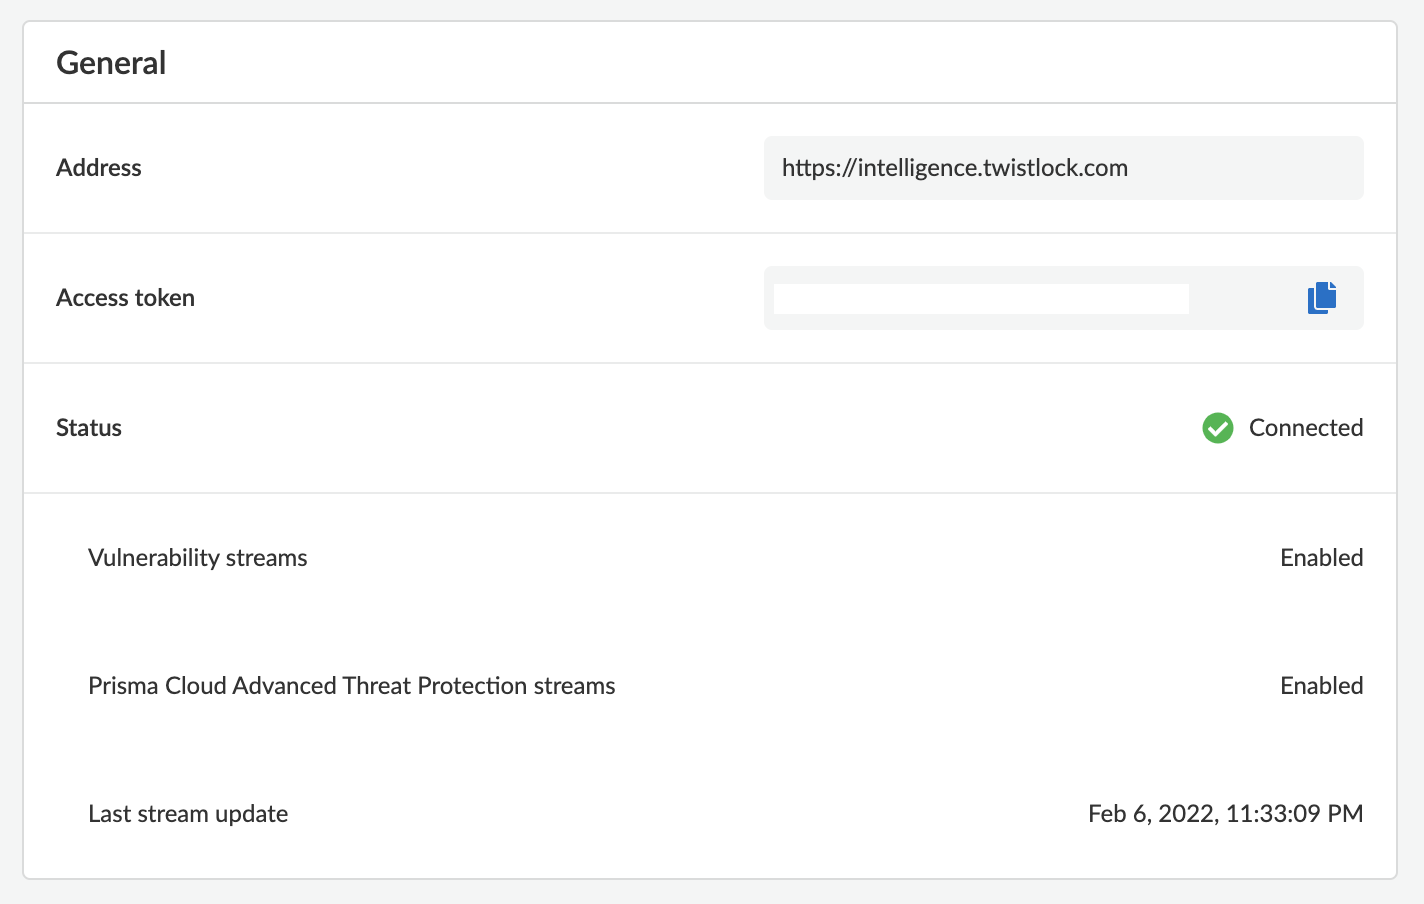 General
Address
https://intelligence.twistlock.com
Access token
Status
Connected
Vulnerability streams
Enabled
Prisma Cloud Advanced Threat Protection streams
Enabled
Last stream update
Feb 6, 2022, 11:33:09 PM